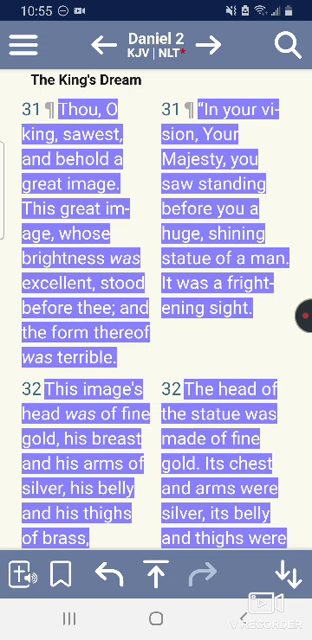 10:55
Daniel 2
KJV | NLT*
The King's Dream
31 ¶ Thou, O
king, sawest,
and behold a
great image.
This great im-
age, whose
brightness was
excellent, stood
before thee; and
the form thereof
was terrible.
32 This image's
head was of fine
gold, his breast
and his arms of
silver, his belly
and his thighs
of brass,
31 ¶ “In your vi-
sion, Your
Majesty, you
saw standing
before you a
huge, shining
statue of a man.
It was a fright-
ening sight.
32 The head of
the statue was
made of fine
gold. Its chest
and arms were
silver, its belly
and thighs were
V RECORDER